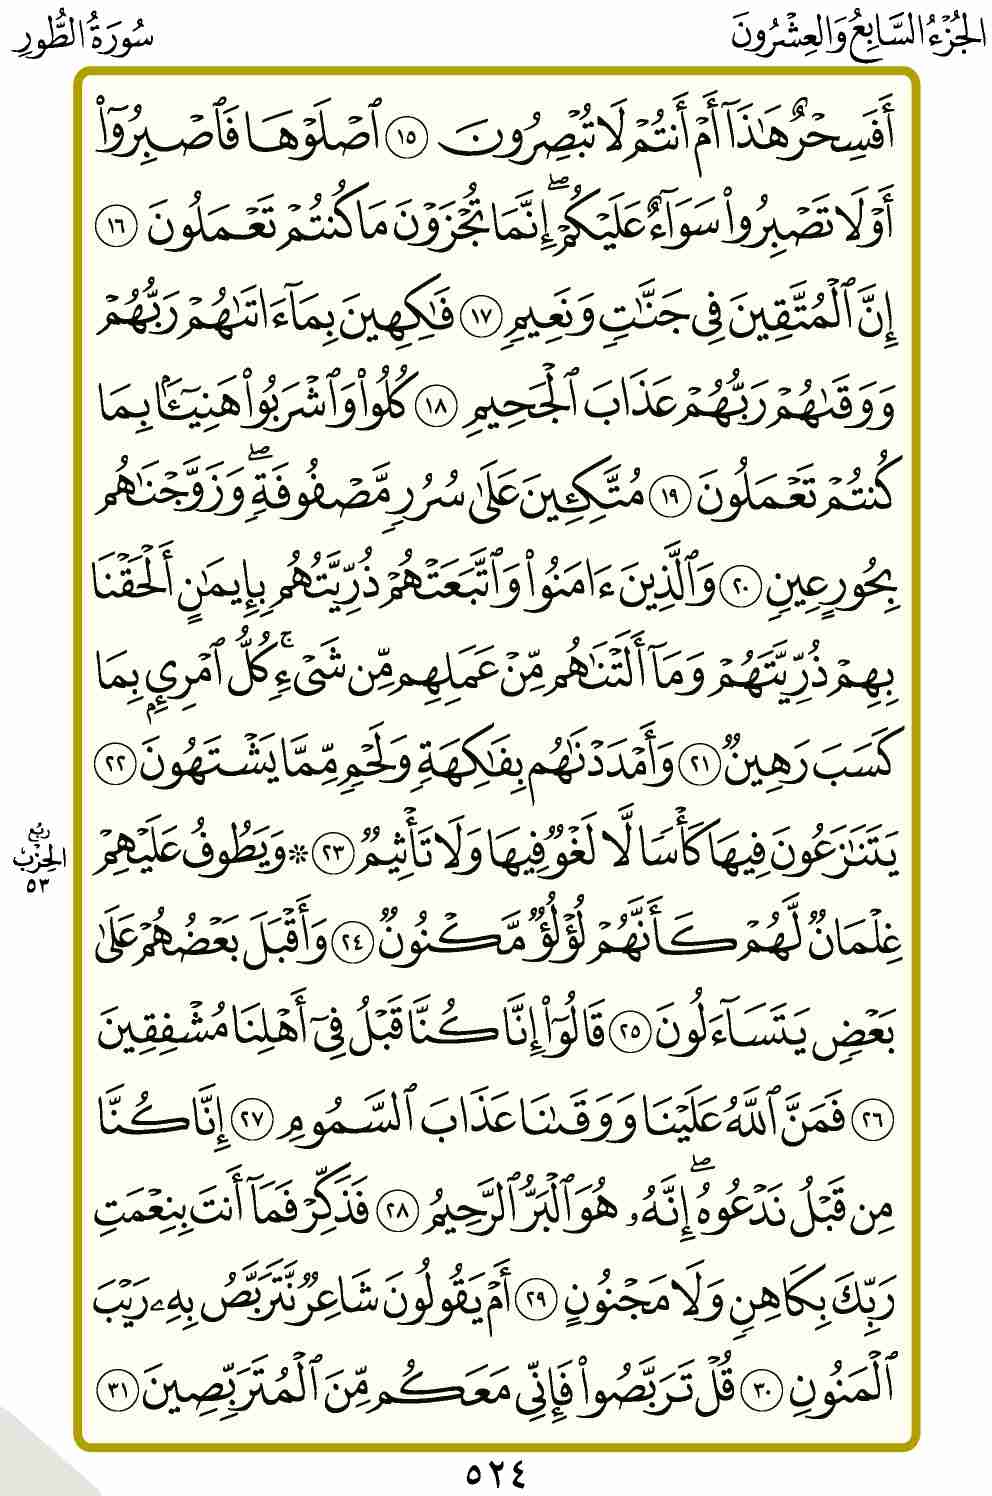 الجُزْءُ السَّابِعُ وَالعِشْرُونَ
سُورَةُ الطُّورِ
أَفَسِحْرٌ هَٰذَآ أَمْ أَنتُمْ لَا تُبْصِرُونَ ١٥ ٱصْلَوْهَا فَٱصْبِرُوٓا۟
أَوْ لَا تَصْبِرُوا۟ سَوَآءٌ عَلَيْكُمْ ۖ إِنَّمَا تُجْزَوْنَ مَا كُنتُمْ تَعْمَلُونَ ١٦
إِنَّ ٱلْمُتَّقِينَ فِى جَنَّـٰتٍ وَنَعِيمٍ ١٧ فَـٰكِهِينَ بِمَآ ءَاتَىٰهُمْ رَبُّهُمْ
وَوَقَىٰهُمْ رَبُّهُمْ عَذَابَ ٱلْجَحِيمِ ١٨ كُلُوا۟ وَٱشْرَبُوا۟ هَنِيٓـًٔۢا بِمَا
كُنتُمْ تَعْمَلُونَ ١٩ مُتَّكِـِٔينَ عَلَىٰ سُرُرٍ مَّصْفُوفَةٍ ۖ وَزَوَّجْنَـٰهُم
بِحُورٍ عِينٍ ٢٠ وَٱلَّذِينَ ءَامَنُوا۟ وَٱتَّبَعَتْهُمْ ذُرِّيَّتُهُم بِإِيمَـٰنٍ أَلْحَقْنَا
بِهِمْ ذُرِّيَّتَهُمْ وَمَآ أَلَتْنَـٰهُم مِّنْ عَمَلِهِم مِّن شَىْءٍ ۚ كُلُّ ٱمْرِئٍۭ بِمَا
كَسَبَ رَهِينٌ ٢١ وَأَمْدَدْنَـٰهُم بِفَـٰكِهَةٍ وَلَحْمٍ مِّمَّا يَشْتَهُونَ ٢٢
يَتَنَـٰزَعُونَ فِيهَا كَأْسًا لَّا لَغْوٌ فِيهَا وَلَا تَأْثِيمٌ ٢٣ ۞ وَيَطُوفُ عَلَيْهِمْ
رُبْعُ الحِزْبِ ٥٣
غِلْمَانٌ لَّهُمْ كَأَنَّهُمْ لُؤْلُؤٌ مَّكْنُونٌ ٢٤ وَأَقْبَلَ بَعْضُهُمْ عَلَىٰ
بَعْضٍ يَتَسَآءَلُونَ ٢٥ قَالُوٓا۟ إِنَّا كُنَّا قَبْلُ فِىٓ أَهْلِنَا مُشْفِقِينَ
٢٦ فَمَنَّ ٱللَّهُ عَلَيْنَا وَوَقَىٰنَا عَذَابَ ٱلسَّمُومِ ٢٧ إِنَّا كُنَّا
مِن قَبْلُ نَدْعُوهُ ۖ إِنَّهُۥ هُوَ ٱلْبَرُّ ٱلرَّحِيمُ ٢٨ فَذَكِّرْ فَمَآ أَنتَ بِنِعْمَتِ
رَبِّكَ بِكَاهِنٍ وَلَا مَجْنُونٍ ٢٩ أَمْ يَقُولُونَ شَاعِرٌ نَّتَرَبَّصُ بِهِۦ رَيْبَ
ٱلْمَنُونِ ٣٠ قُلْ تَرَبَّصُوا۟ فَإِنِّى مَعَكُم مِّنَ ٱلْمُتَرَبِّصِينَ ٣١
٥٢٤